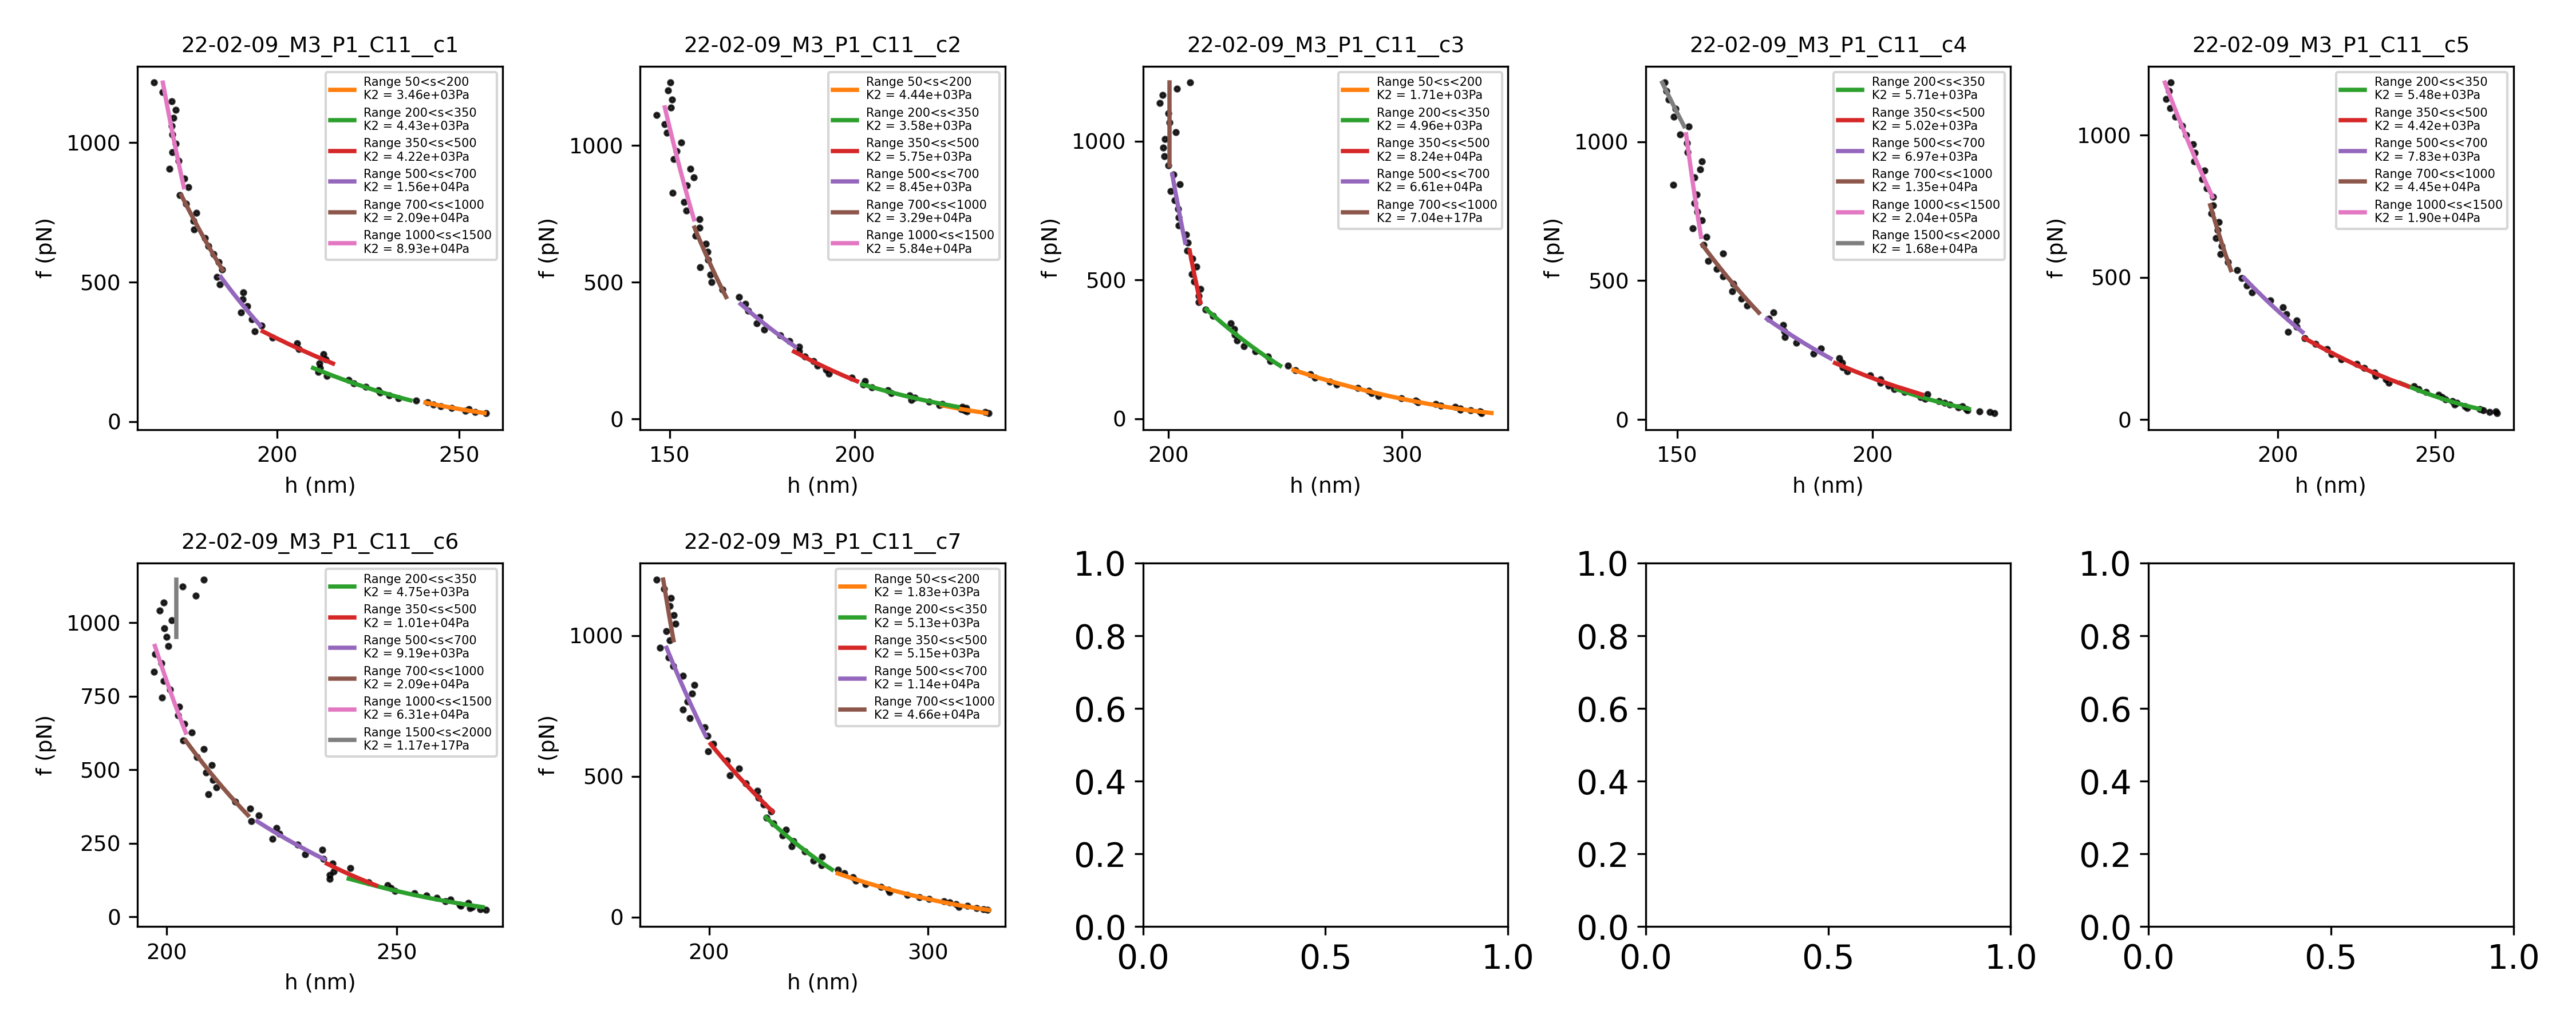 22-02-09_M3_P1_C11__c1
f (pN)
1000
500
0
200 250
h (nm)
Range 50<s<200
K2 = 3.46e+03Pa
Range 200<s<350
K2 = 4.43e+03Pa
Range 350<s<500
K2 = 4.22e+03Pa
Range 500<s<700
K2 = 1.56e+04Pa
Range 700<s<1000
K2 = 2.09e+04Pa
Range 1000<s<1500
K2 = 8.93e+04Pa
22-02-09_M3_P1_C11__c2
f (pN)
1000
500
0
150 200
h (nm)
Range 50<s<200
K2 = 4.44e+03Pa
Range 200<s<350
K2 = 3.58e+03Pa
Range 350<s<500
K2 = 5.75e+03Pa
Range 500<s<700
K2 = 8.45e+03Pa
Range 700<s<1000
K2 = 3.29e+04Pa
Range 1000<s<1500
K2 = 5.84e+04Pa
22-02-09_M3_P1_C11__c3
f (pN)
1000
500
0
200 300
h (nm)
Range 50<s<200
K2 = 1.71e+03Pa
Range 200<s<350
K2 = 4.96e+03Pa
Range 350<s<500
K2 = 8.24e+04Pa
Range 500<s<700
K2 = 6.61e+04Pa
Range 700<s<1000
K2 = 7.04e+17Pa
22-02-09_M3_P1_C11__c4
f (pN)
1000
500
0
150 200
h (nm)
Range 200<s<350
K2 = 5.71e+03Pa
Range 350<s<500
K2 = 5.02e+03Pa
Range 500<s<700
K2 = 6.97e+03Pa
Range 700<s<1000
K2 = 1.35e+04Pa
Range 1000<s<1500
K2 = 2.04e+05Pa
Range 1500<s<2000
K2 = 1.68e+04Pa
22-02-09_M3_P1_C11__c5
f (pN)
1000
500
0
200 250
h (nm)
Range 200<s<350
K2 = 5.48e+03Pa
Range 350<s<500
K2 = 4.42e+03Pa
Range 500<s<700
K2 = 7.83e+03Pa
Range 700<s<1000
K2 = 4.45e+04Pa
Range 1000<s<1500
K2 = 1.90e+04Pa
22-02-09_M3_P1_C11__c6
f (pN)
1000
750
500
250
0
200 250
h (nm)
Range 200<s<350
K2 = 4.75e+03Pa
Range 350<s<500
K2 = 1.01e+04Pa
Range 500<s<700
K2 = 9.19e+03Pa
Range 700<s<1000
K2 = 2.09e+04Pa
Range 1000<s<1500
K2 = 6.31e+04Pa
Range 1500<s<2000
K2 = 1.17e+17Pa
22-02-09_M3_P1_C11__c7
f (pN)
1000
500
0
200 300
h (nm)
Range 50<s<200
K2 = 1.83e+03Pa
Range 200<s<350
K2 = 5.13e+03Pa
Range 350<s<500
K2 = 5.15e+03Pa
Range 500<s<700
K2 = 1.14e+04Pa
Range 700<s<1000
K2 = 4.66e+04Pa
1.0
0.8
0.6
0.4
0.2
0.0
0.0 0.5 1.0
1.0
0.8
0.6
0.4
0.2
0.0
0.0 0.5 1.0
1.0
0.8
0.6
0.4
0.2
0.0
0.0 0.5 1.0